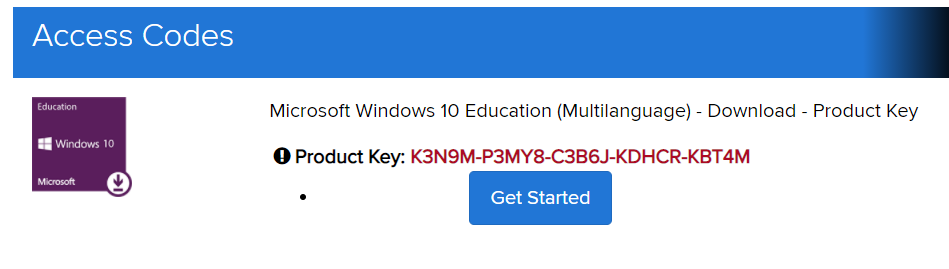 Access Codes
Education
Windows 10
Microsoft
Microsoft Windows 10 Education (Multilanguage) - Download - Product Key
Product Key: K3N9M-P3MY8-C3B6J-KDHCR-KBT4M
Get Started